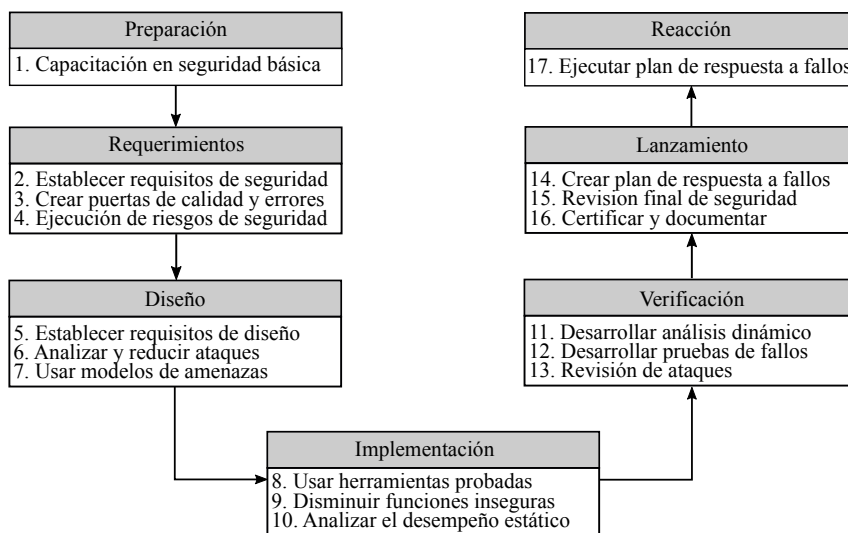 Preparación
1. Capacitación en seguridad básica
Requerimientos
2. Establecer requisitos de seguridad
3. Crear puertas de calidad y errores
4. Ejecución de riesgos de seguridad
Diseño
5. Establecer requisitos de diseño
6. Analizar y reducir ataques
7. Usar modelos de amenazas
Implementación
8. Usar herramientas probadas
9. Disminuir funciones inseguras
10. Analizar el desempeño estático
Verificación
11. Desarrollar análisis dinámico
12. Desarrollar pruebas de fallos
13. Revisión de ataques
Lanzamiento
14. Crear plan de respuesta a fallos
15. Revision final de seguridad
16. Certificar y documentar
Reacción
17. Ejecutar plan de respuesta a fallos